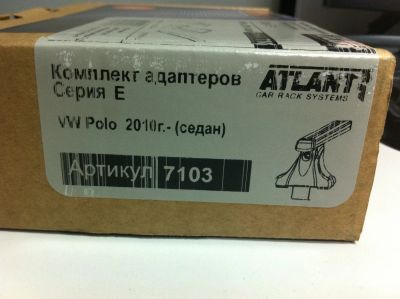 Комплект адаптеров
Серия Е
ATLANT
CAR RACK SYSTEMS
VW Polo 2010г.- (седан)
Артикул 7103